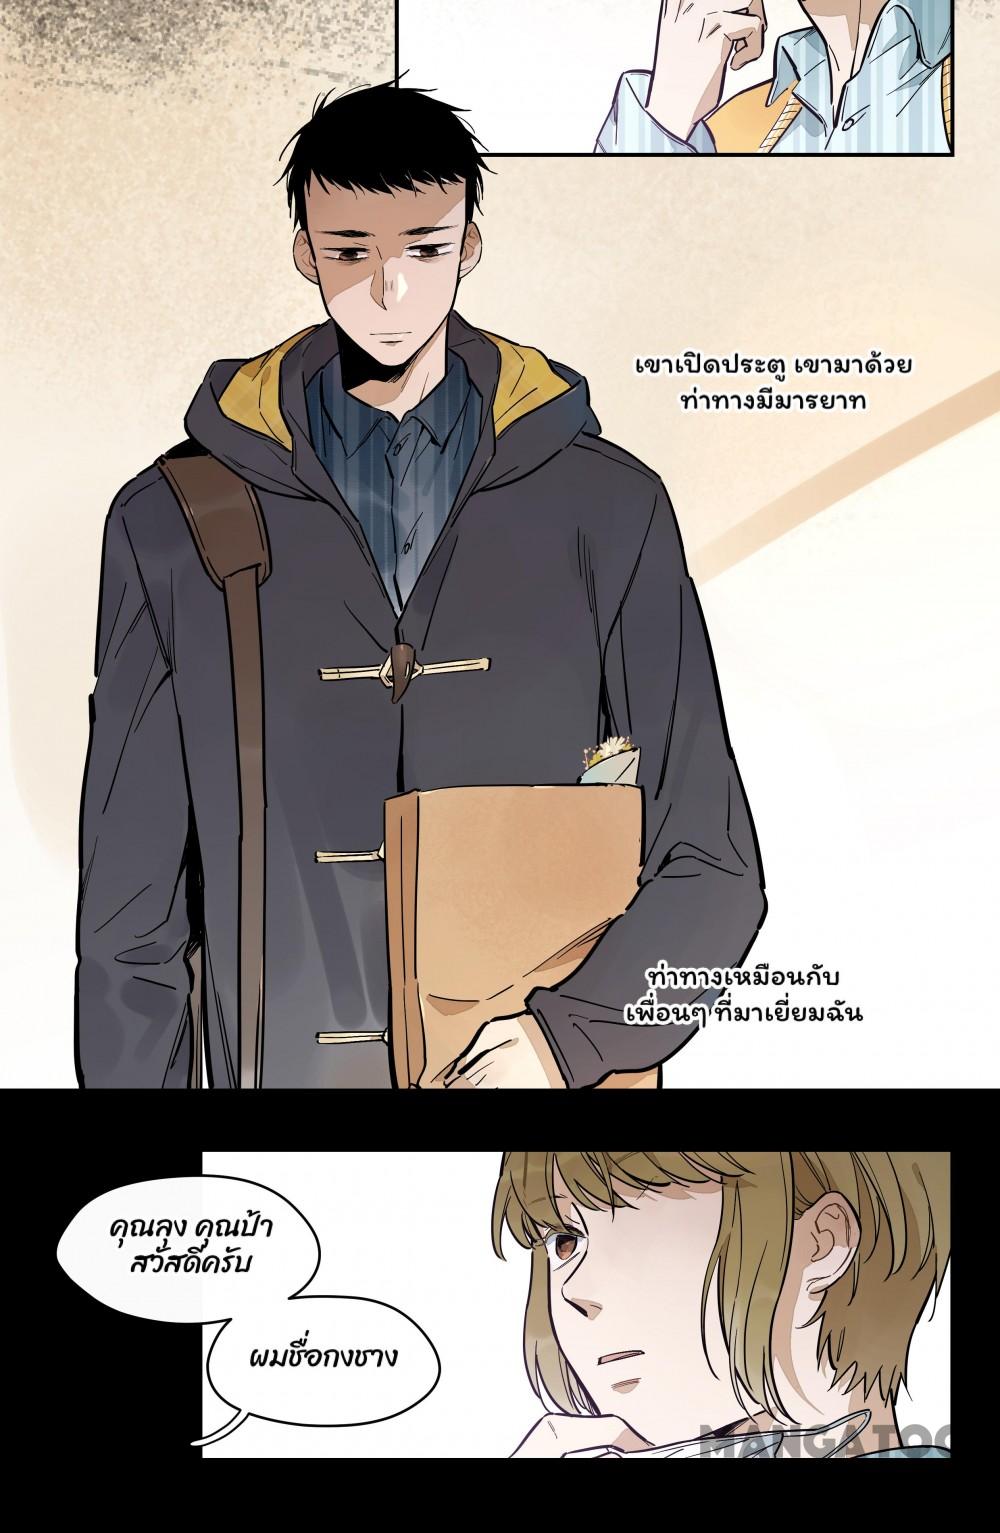 เขาเปิดประตู เขามาด้วย
ท่าทางมีมารยาท
ท่าทางเหมือนกับ
เพื่อนๆ ที่มาเยี่ยมฉัน
คุณลุง คุณป้า
สวัสดีครับ
ผมชื่อกงชาง
MANGATOO